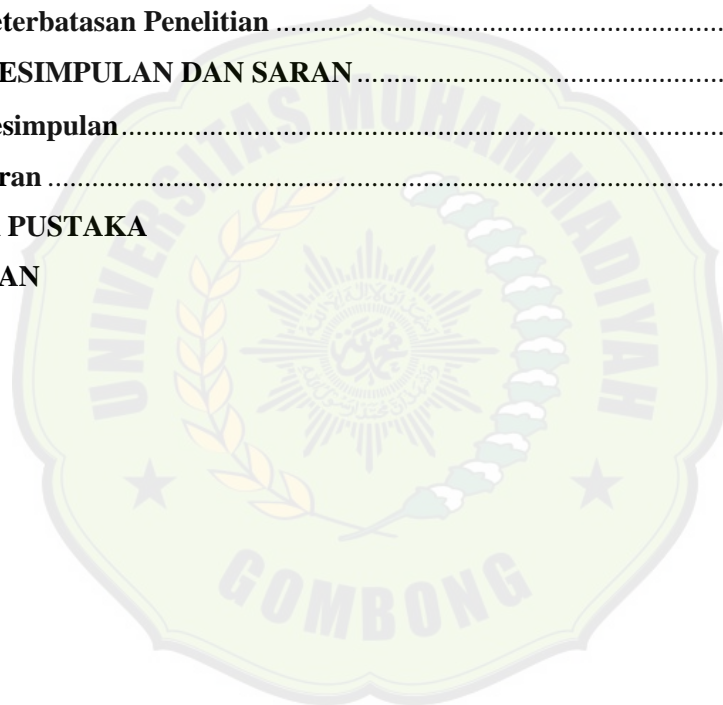 eterbatasan Penelitian ..............................................................
ESIMPULAN DAN SARAN ..................................................
esimpulan..................................................................................
ran ............................................................................................
PUSTAKA
AN
UNIVERSITAS MUHAMMADIYAH
GOMBONG